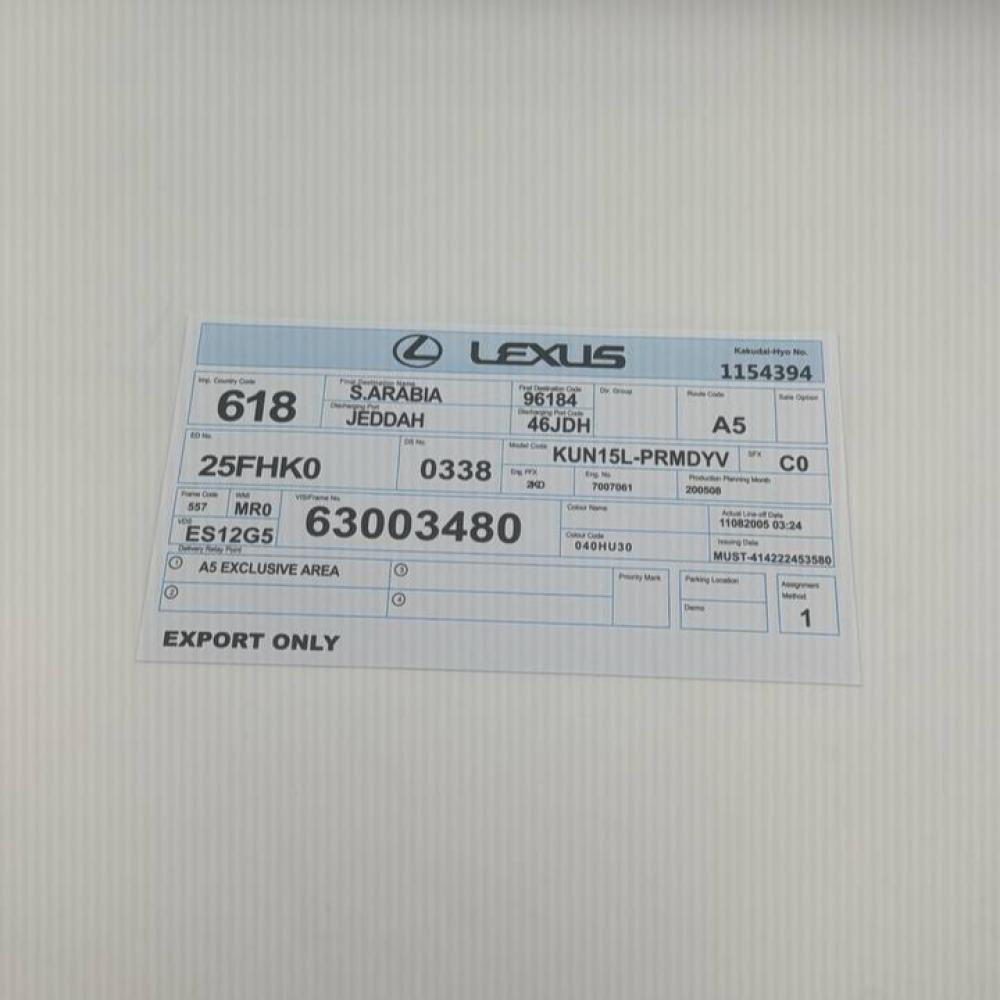 LEXUS
Kakudai-Hyo No.
1154394
Imp. Country Code
618
Final Destination Name
S.ARABIA
Discharging Port
JEDDAH
Final Destination Code
96184
Discharging Port Code
46JDH
Div. Group
Route Code
A5
Sale Option
ED No.
25FHK0
DS No.
0338
Model Code
KUN15L-PRMDYV
SFX
C0
Eng. PFX
2KD
Eng. No.
7007061
Production Planning Month
200508
Frame Code
557
WMI
MR0
VDS
ES12G5
VIS/Frame No.
63003480
Colour Name
Colour Code
040HU30
Actual Line-off Date
11082005 03:24
Issuing Date
MUST-414222453580
Delivery Relay Point
1 A5 EXCLUSIVE AREA
2
3
4
Priority Mark
Parking Location
Demo
Assignment
Method
1
EXPORT ONLY